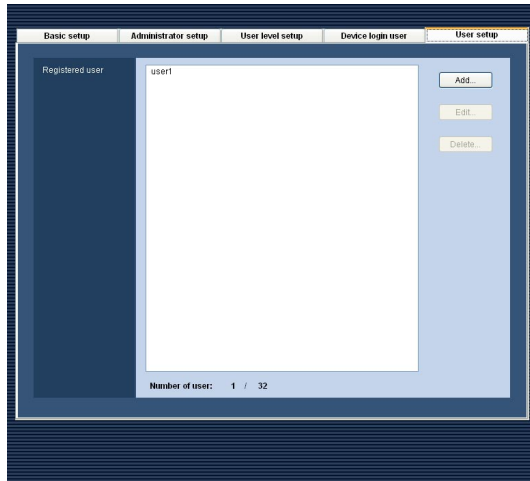 Basic setup Administrator setup User level setup Device login user User setup
Registered user
user1
Add...
Edit...
Delete...
Number of user: 1 / 32